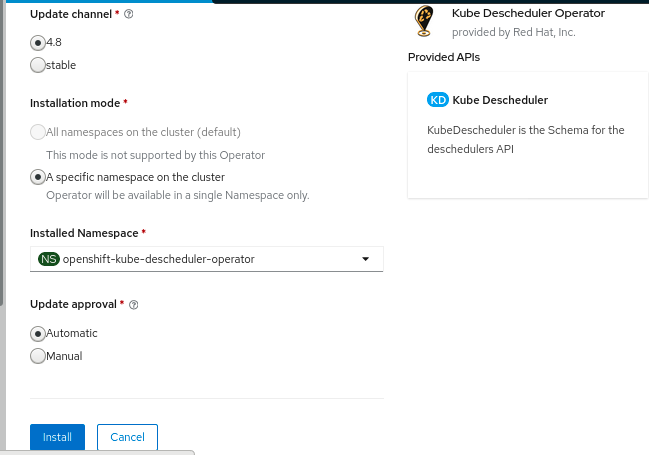 Update channel *
4.8
stable
Installation mode *
All namespaces on the cluster (default)
This mode is not supported by this Operator
A specific namespace on the cluster
Operator will be available in a single Namespace only.
Installed Namespace *
NS openshift-kube-descheduler-operator
Update approval *
Automatic
Manual
Install
Cancel
Kube Descheduler Operator
provided by Red Hat, Inc.
Provided APIs
KD Kube Descheduler
KubeDescheduler is the Schema for the
deschedulers API